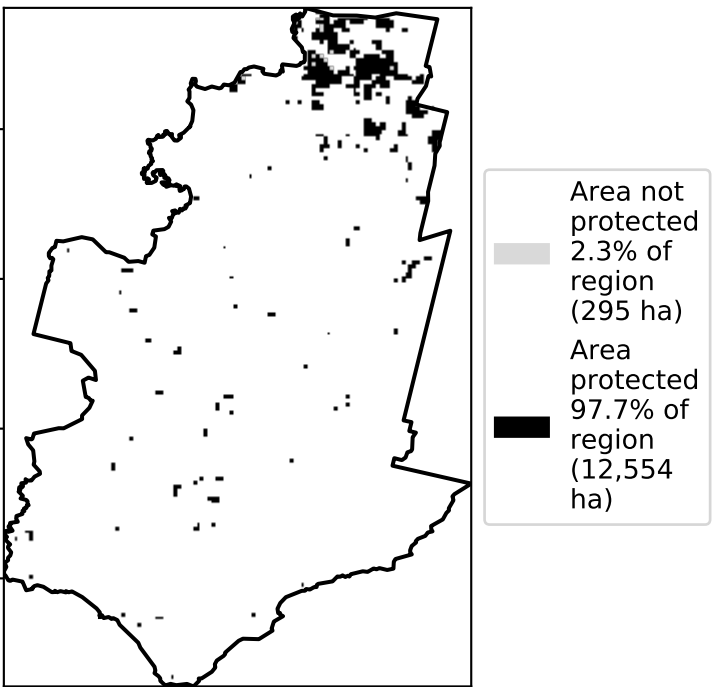 Area not
protected
2.3% of
region
(295 ha)
Area
protected
97.7% of
region
(12,554
ha)